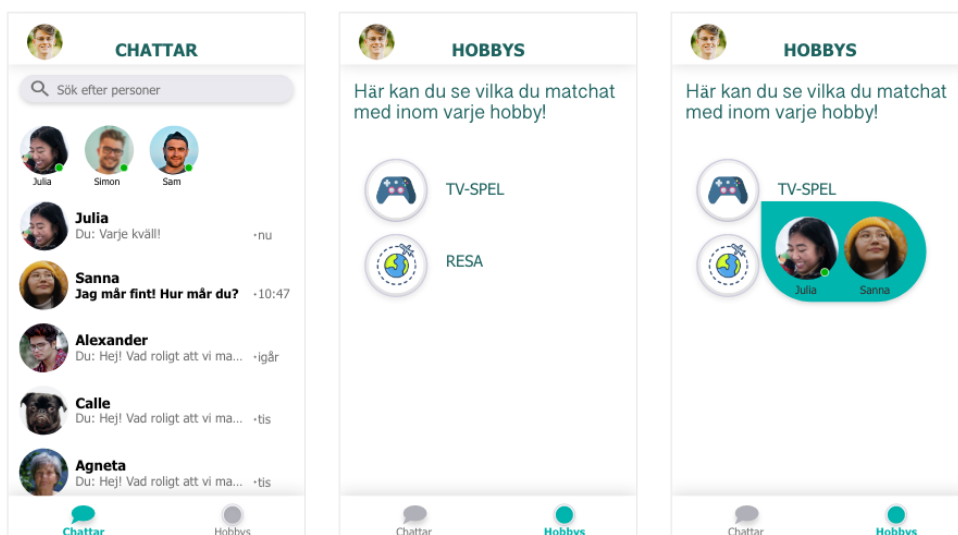 CHATTAR
Sök efter personer
Julia
Simon
Sam
Julia
Du: Varje kväll!
·nu
Sanna
Jag mår fint! Hur mår du?
·10:47
Alexander
Du: Hej! Vad roligt att vi ma...
·igår
Calle
Du: Hej! Vad roligt att vi ma...
·tis
Agneta
Du: Hej! Vad roligt att vi ma...
·tis
Chattar
Hobbys
HOBBYS
Här kan du se vilka du matchat
med inom varje hobby!
TV-SPEL
RESA
Chattar
Hobbys
HOBBYS
Här kan du se vilka du matchat
med inom varje hobby!
TV-SPEL
Julia
Sanna
Chattar
Hobbys